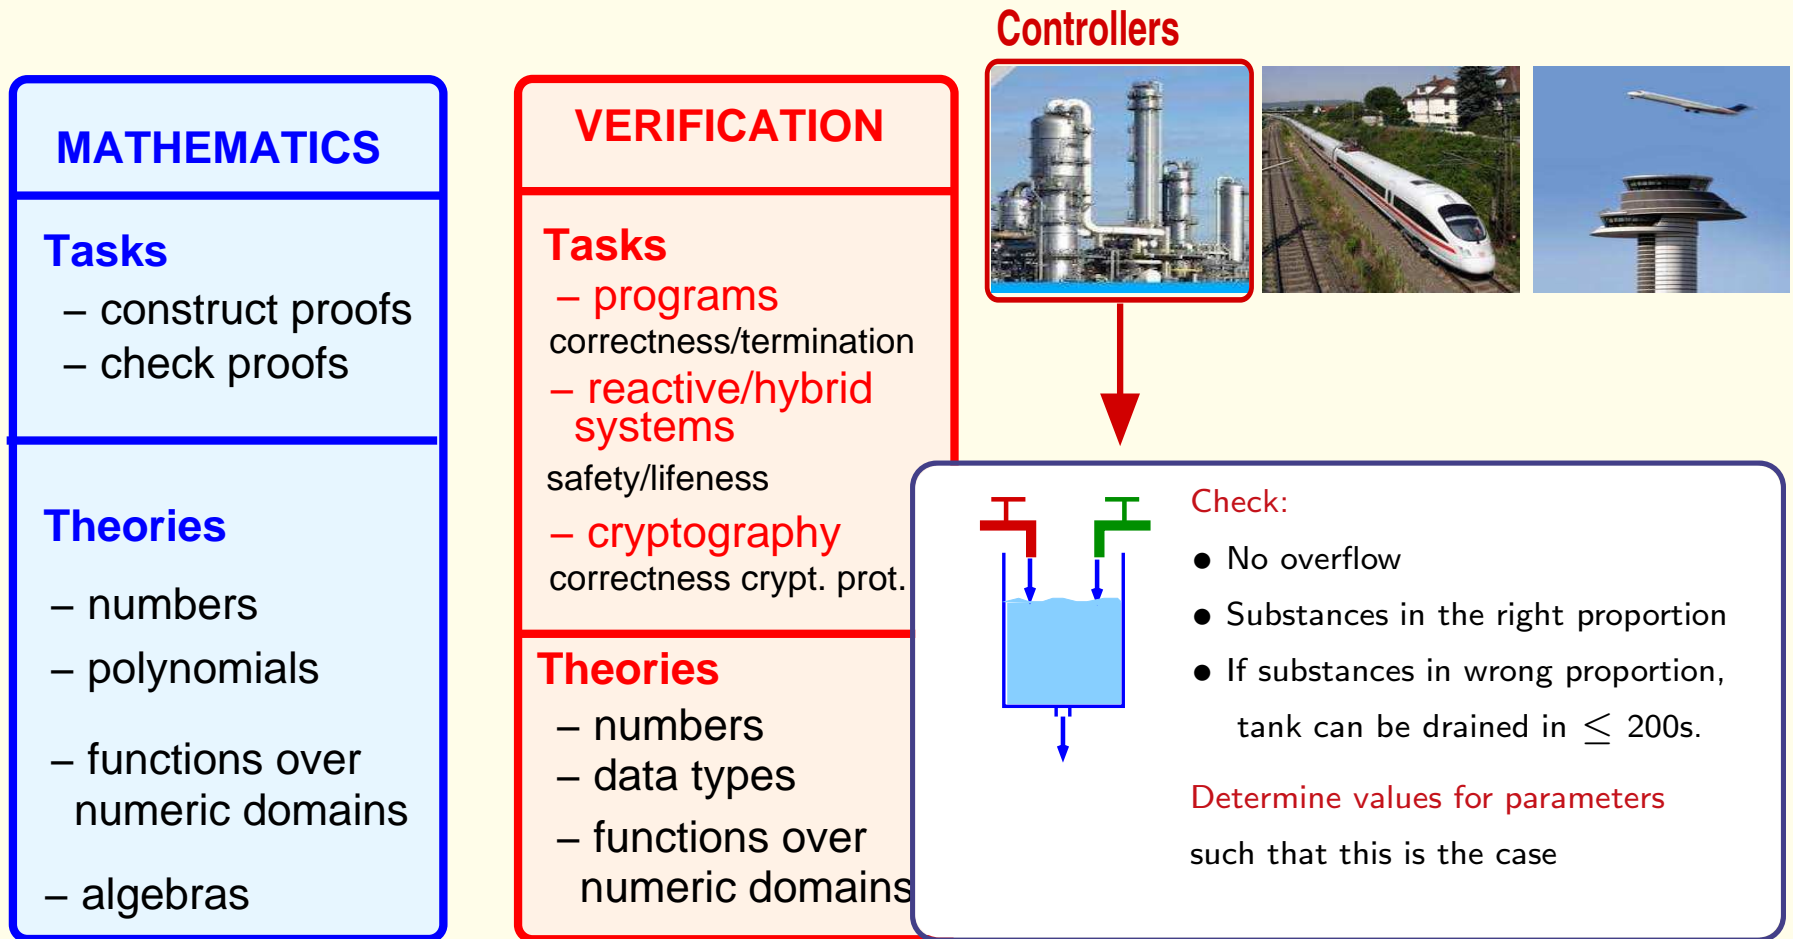 MATHEMATICS
Tasks
– construct proofs
– check proofs
Theories
– numbers
– polynomials
– functions over
numeric domains
– algebras
VERIFICATION
Tasks
– programs
correctness/termination
– reactive/hybrid
systems
safety/lifeness
– cryptography
correctness crypt. prot.
Theories
– numbers
– data types
– functions over
numeric domains
Controllers
Check:
• No overflow
• Substances in the right proportion
• If substances in wrong proportion,
tank can be drained in ≤ 200s.
Determine values for parameters
such that this is the case